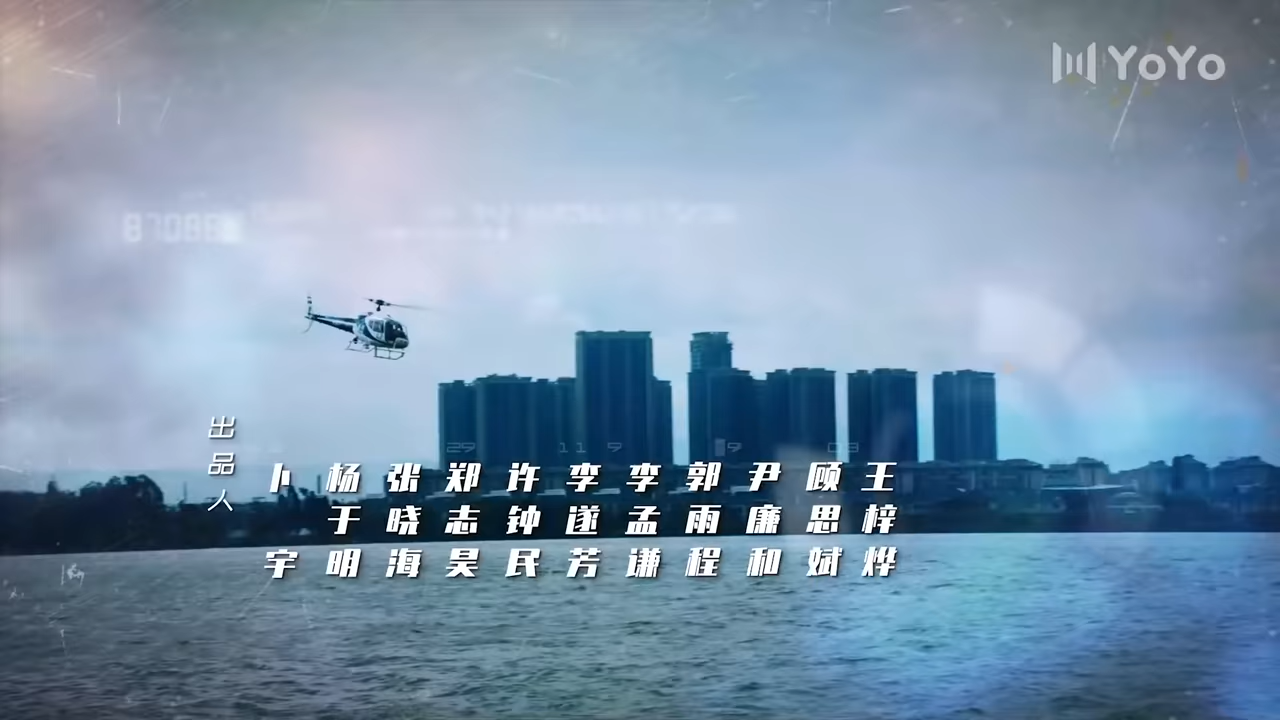 YoYo
出品人
卜宇
杨于明
张晓海
郑志昊
许钟民
李遂芳
李孟谦
郭雨程
尹廉和
顾思斌
王梓烨